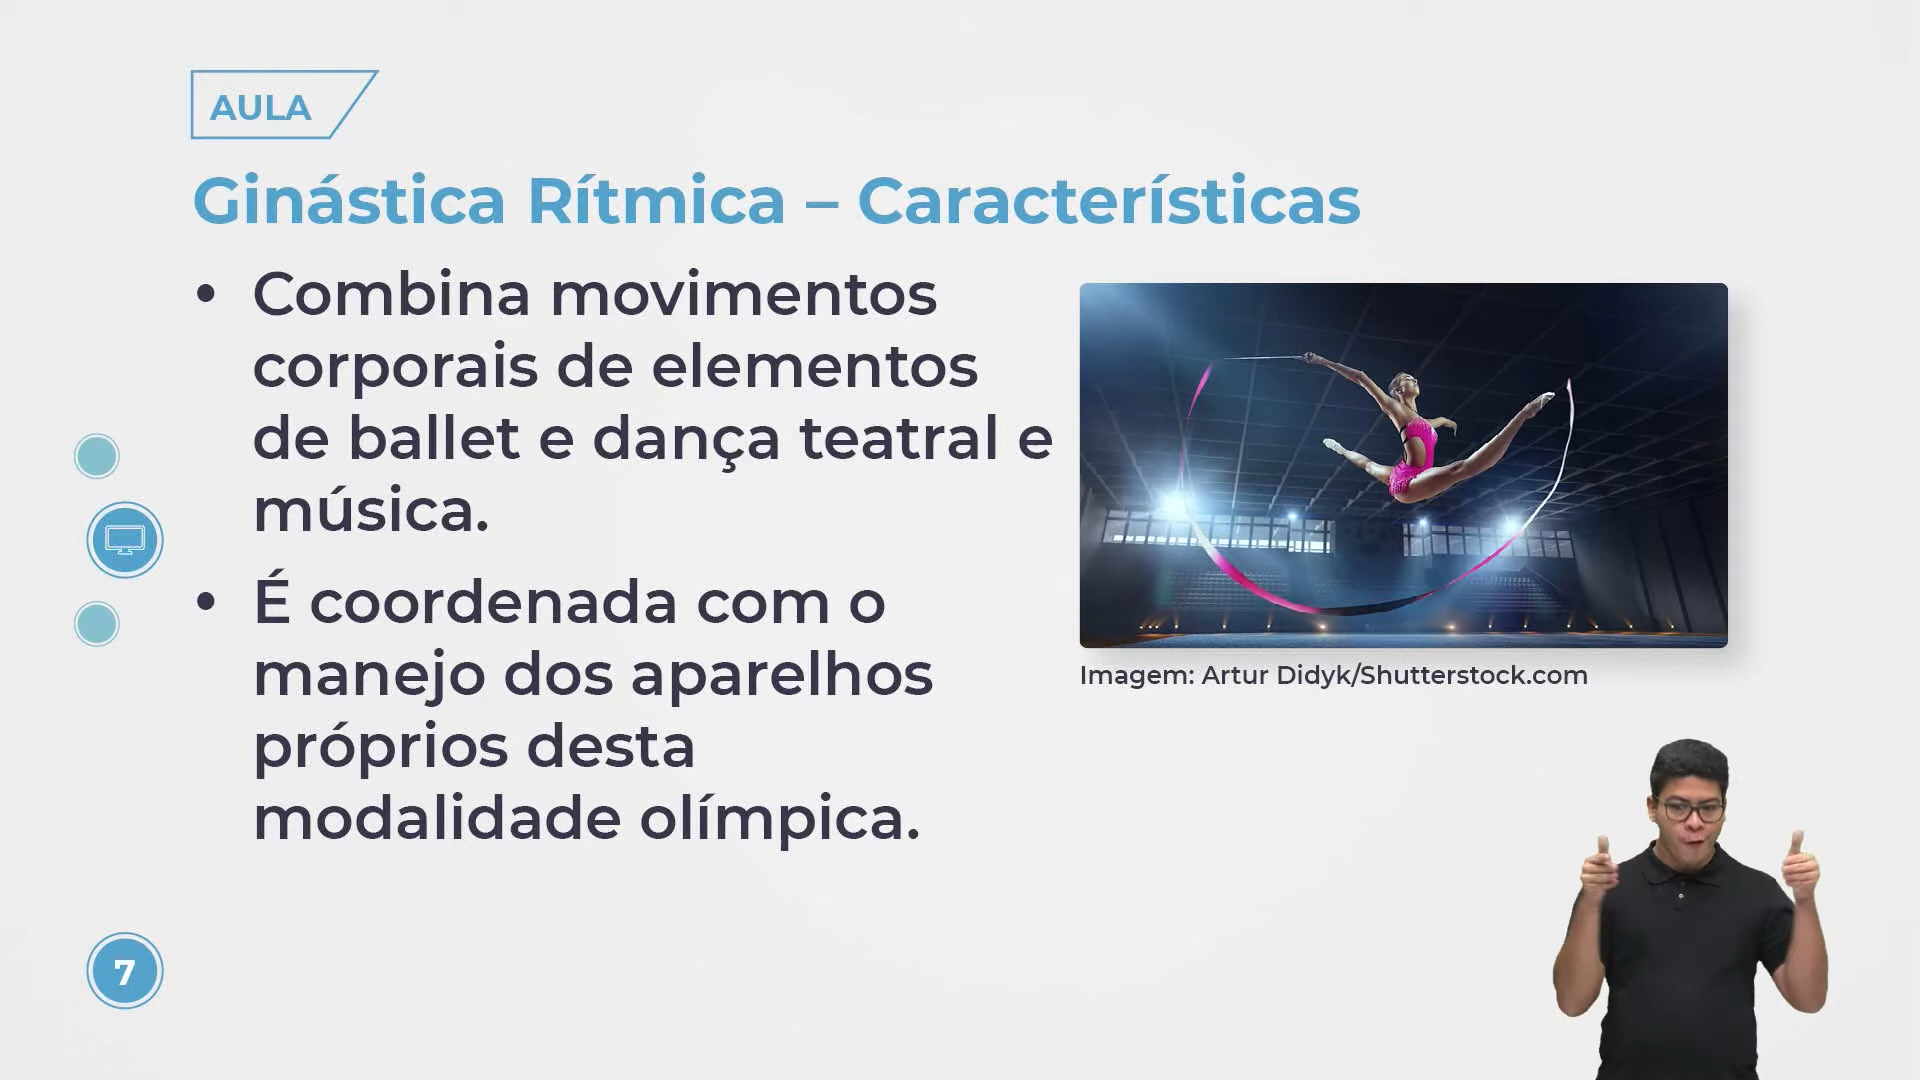 AULA
Ginástica Rítmica – Características
• Combina movimentos
corporais de elementos
de ballet e dança teatral e
música.
• É coordenada com o
manejo dos aparelhos
próprios desta
modalidade olímpica.
Imagem: Artur Didyk/Shutterstock.com
7